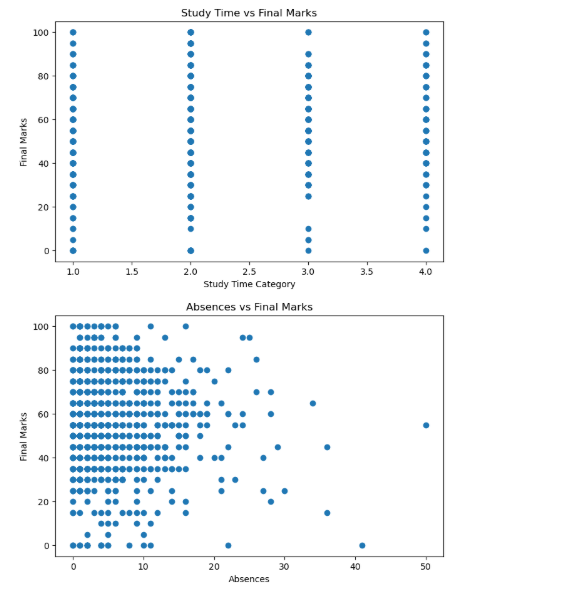 Study Time vs Final Marks
100
80
60
40
20
0
Final Marks
1.0 1.5 2.0 2.5 3.0 3.5 4.0
Study Time Category
Absences vs Final Marks
100
80
60
40
20
0
Final Marks
0 10 20 30 40 50
Absences